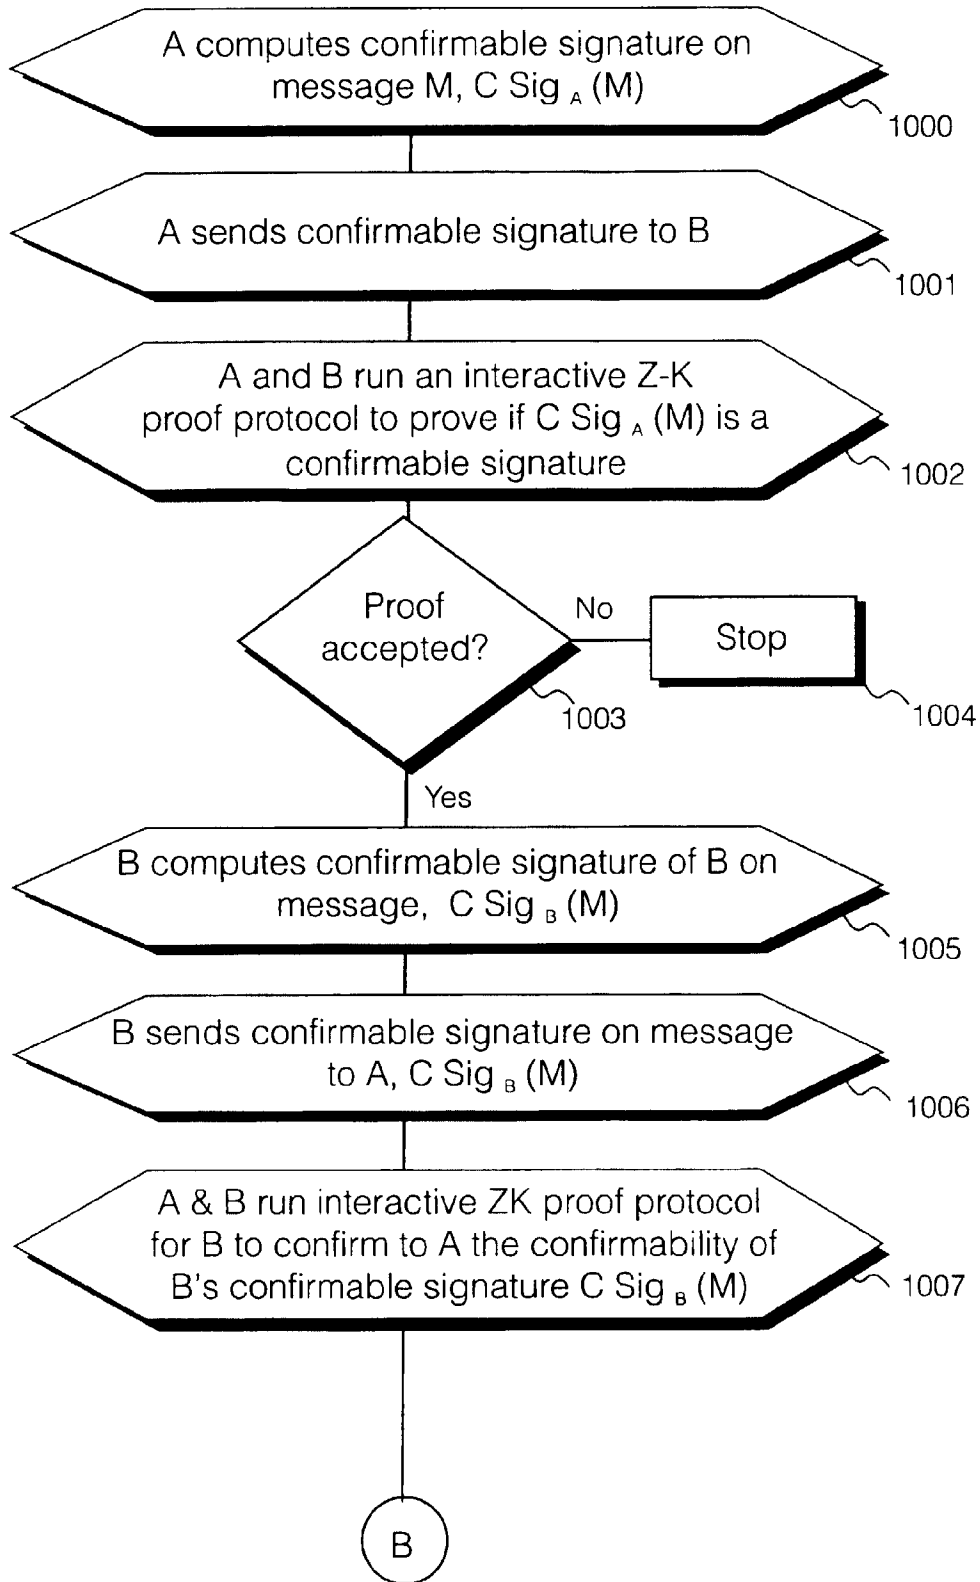 A computes confirmable signature on
message M, C Sig A (M)
1000
A sends confirmable signature to B
1001
A and B run an interactive Z-K
proof protocol to prove if C Sig A (M) is a
confirmable signature
1002
Proof
accepted?
No
Stop
1003
1004
Yes
B computes confirmable signature of B on
message, C Sig B (M)
1005
B sends confirmable signature on message
to A, C Sig B (M)
1006
A & B run interactive ZK proof protocol
for B to confirm to A the confirmability of
B's confirmable signature C Sig B (M)
1007
B